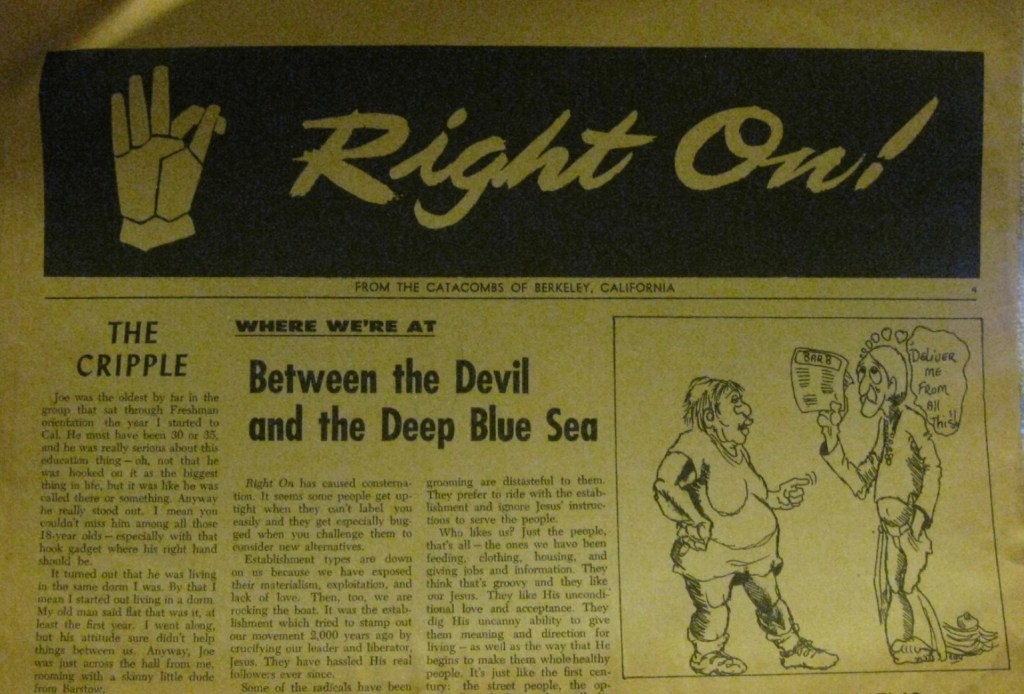 Right On!
FROM THE CATACOMBS OF BERKELEY, CALIFORNIA
4
THE
CRIPPLE
Joe was the oldest by far in the
group that sat through Freshman
orientation the year I started to
Cal. He must have been 30 or 35,
and he was really serious about this
education thing — oh, not that he
was hooked on it as the biggest
thing in life, but it was like he was
called there or something. Anyway
he really stood out. I mean you
couldn't miss him among all those
18-year olds — especially with that
hook gadget where his right hand
should be.
It turned out that he was living
in the same dorm I was. By that I
mean I started out living in a dorm.
My old man said flat that was it, at
least the first year. I went along,
but his attitude sure didn't help
things between us. Anyway, Joe
was just across the hall from me,
rooming with a skinny little dude
from Barstow.
WHERE WE'RE AT
Between the Devil
and the Deep Blue Sea
Right On has caused consterna-
tion. It seems some people get up-
tight when they can't label you
easily and they get especially bug-
ged when you challenge them to
consider new alternatives.
Establishment types are down
on us because we have exposed
their materialism, exploitation, and
lack of love. Then, too, we are
rocking the boat. It was the estab-
lishment which tried to stamp out
our movement 2,000 years ago by
crucifying our leader and liberator,
Jesus. They have hassled His real
followers ever since.
Some of the radicals have been
grooming are distasteful to them.
They prefer to ride with the estab-
lishment and ignore Jesus' instruc-
tions to serve the people.
Who likes us? Just the people,
that's all — the ones we have been
feeding, clothing, housing, and
giving jobs and information. They
think that's groovy and they like
our Jesus. They like His uncondi-
tional love and acceptance. They
dig His uncanny ability to give
them meaning and direction for
living — as well as the way that He
begins to make them whole healthy
people. It's just like the first cen-
tury: the street people, the op-
BARB
DELIVER
ME
FROM
ALL
THIS!